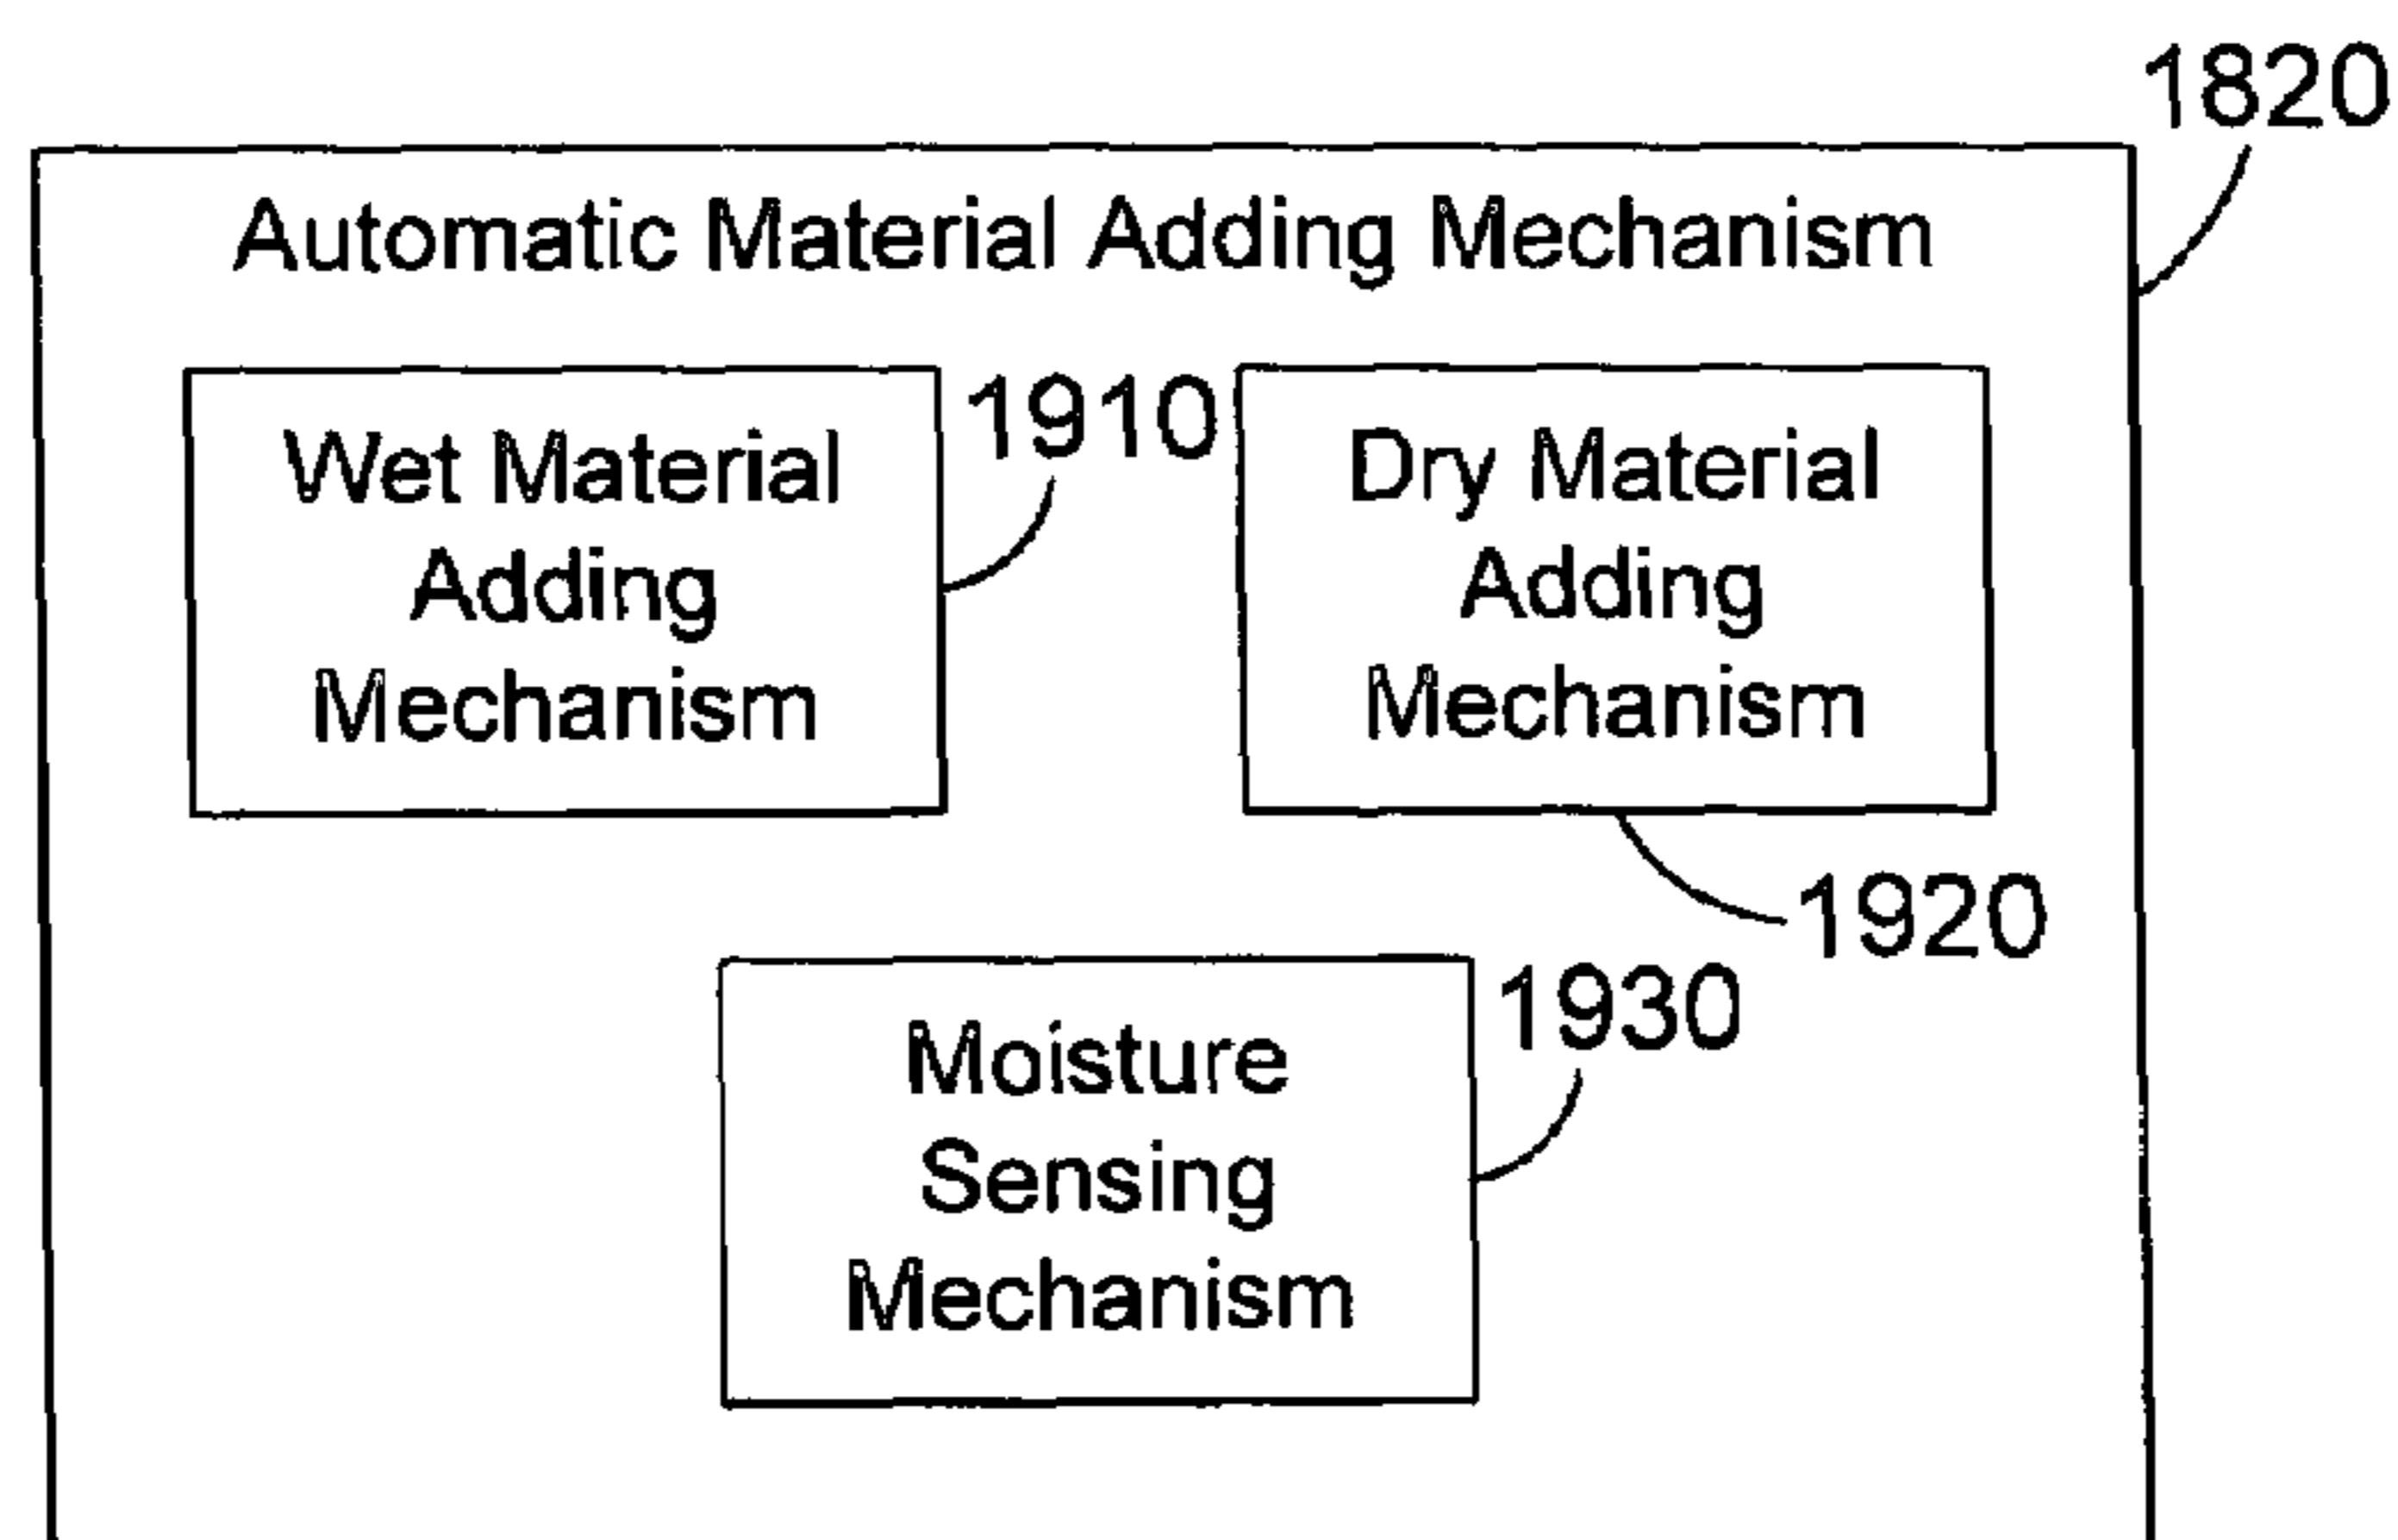 1820
Automatic Material Adding Mechanism
Wet Material
Adding
Mechanism
1910
Dry Material
Adding
Mechanism
1920
Moisture
Sensing
Mechanism
1930